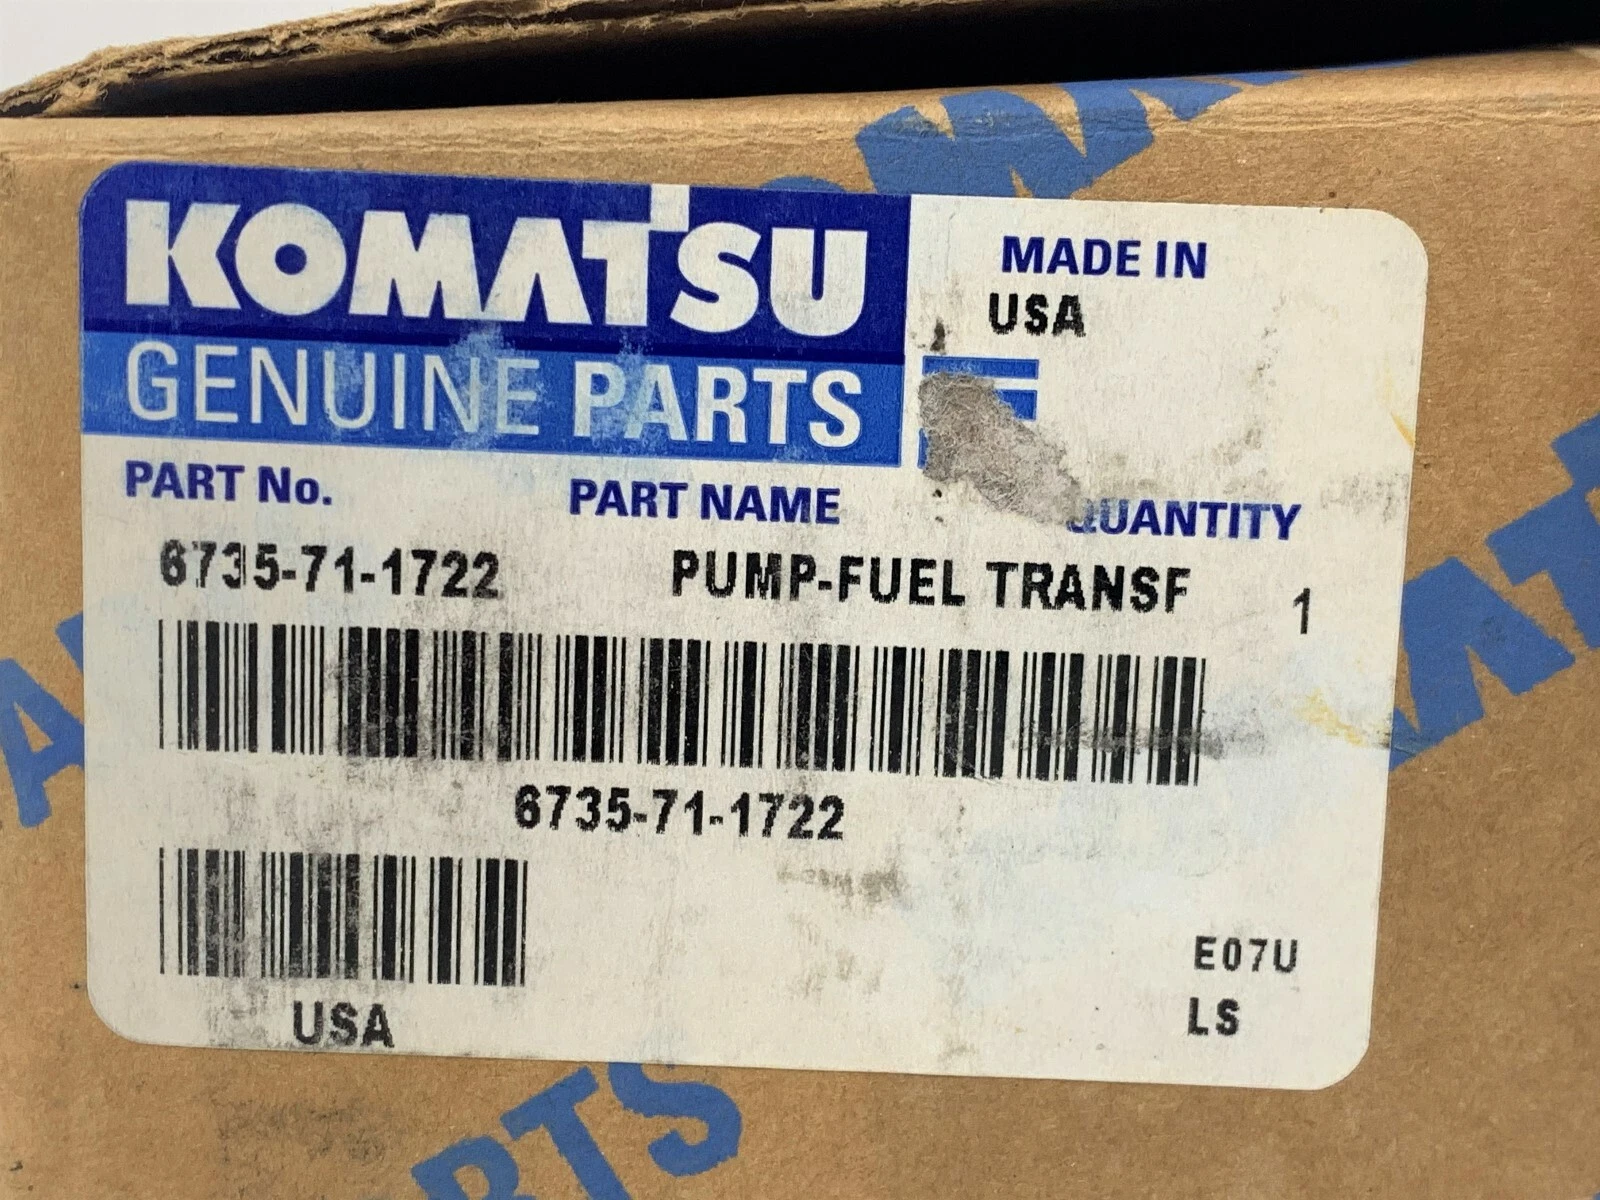 KOMATSU
GENUINE PARTS
MADE IN
USA
PART No.
PART NAME
QUANTITY
6735-71-1722
PUMP-FUEL TRANSF
1
6735-71-1722
USA
E07U
LS
PARTS